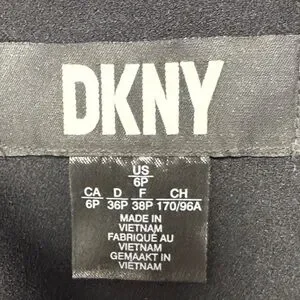 DKNY
US
6P
CA D F CH
6P 36P 38P 170/96A
MADE IN
VIETNAM
FABRIQUÉ AU
VIETNAM
GEMAAKT IN
VIETNAM